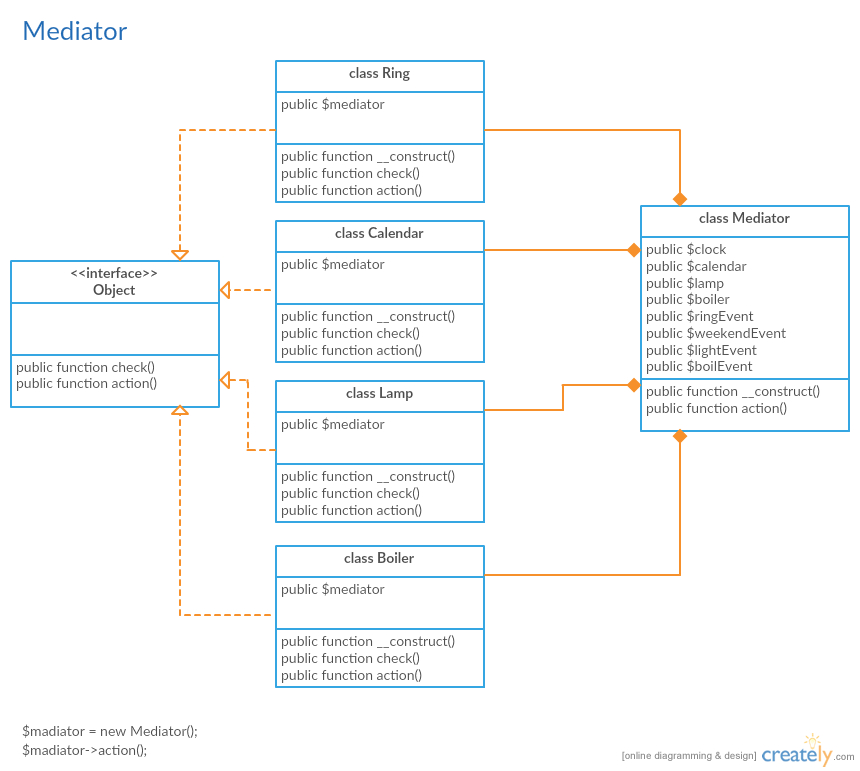 Mediator
class Ring
public $mediator
public function __construct()
public function check()
public function action()
class Calendar
public $mediator
public function __construct()
public function check()
public function action()
<<interface>>
Object
public function check()
public function action()
class Lamp
public $mediator
public function __construct()
public function check()
public function action()
class Boiler
public $mediator
public function __construct()
public function check()
public function action()
class Mediator
public $clock
public $calendar
public $lamp
public $boiler
public $ringEvent
public $weekendEvent
public $lightEvent
public $boilEvent
public function __construct()
public function action()
$madiator = new Mediator();
$madiator->action();
[online diagramming & design] creately.com